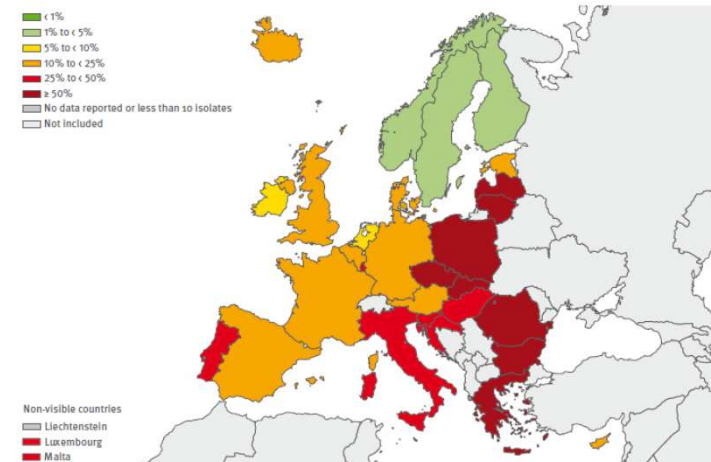 < 1%
1% to < 5%
5% to < 10%
10% to < 25%
25% to < 50%
≥ 50%
No data reported or less than 10 isolates
Not included
Non-visible countries
Liechtenstein
Luxembourg
Malta